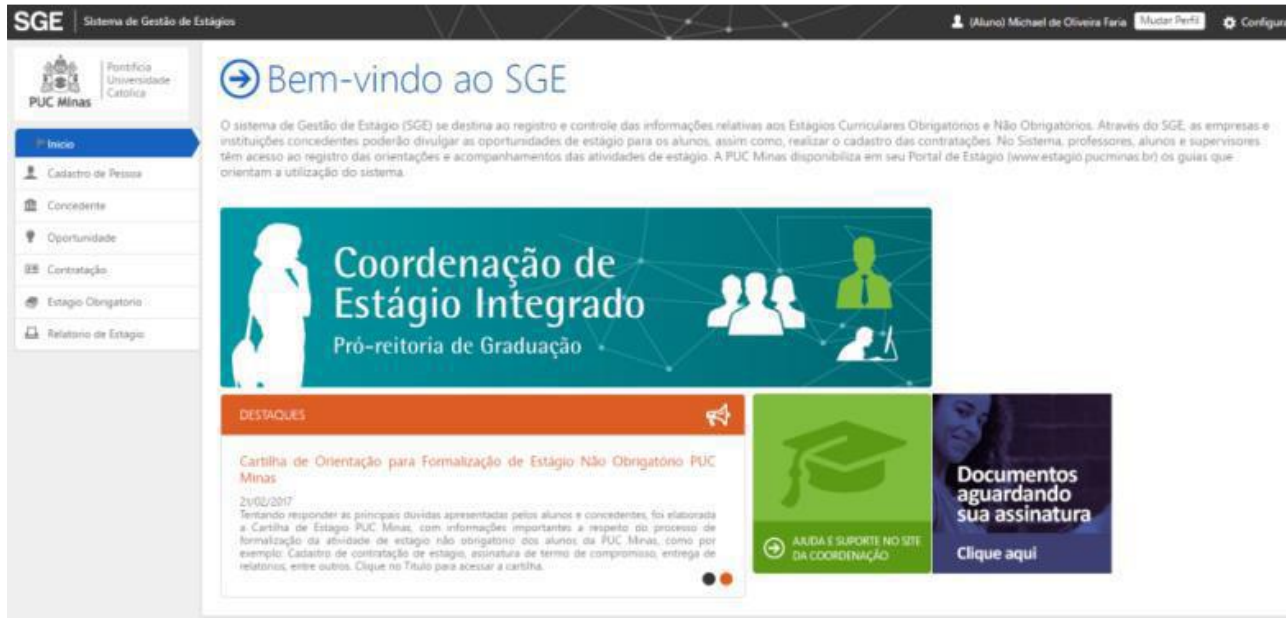 SGE Sistema de Gestão de Estágios
(Aluno) Michael de Oliveira Faria Mudar Perfil Configura
Pontifícia
Universidade
Católica
PUC Minas
Início
Cadastro de Pessoa
Concedente
Oportunidade
Contratação
Estágio Obrigatório
Relatório de Estágio
Bem-vindo ao SGE
O sistema de Gestão de Estágio (SGE) se destina ao registro e controle das informações relativas aos Estágios Curriculares Obrigatórios e Não Obrigatórios. Através do SGE, as empresas e
instituições concedentes poderão divulgar as oportunidades de estágio para os alunos, assim como, realizar o cadastro das contratações. No Sistema, professores, alunos e supervisores
têm acesso ao registro das orientações e acompanhamentos das atividades de estágio. A PUC Minas disponibiliza em seu Portal de Estágio (www.estagio.pucminas.br) os guias que
orientam a utilização do sistema.
Coordenação de
Estágio Integrado
Pró-reitoria de Graduação
DESTAQUES
Cartilha de Orientação para Formalização de Estágio Não Obrigatório PUC
Minas
21/02/2017
Tentando responder as principais dúvidas apresentadas pelos alunos e concedentes, foi elaborada
a Cartilha de Estágio PUC Minas, com informações importantes a respeito do processo de
formalização da atividade de estágio não obrigatório dos alunos da PUC Minas, como por
exemplo: Cadastro de contratação de estágio, assinatura de termo de compromisso, entrega de
relatórios, entre outros. Clique no Título para acessar a cartilha.
AJUDA E SUPORTE NO SITE
DA COORDENAÇÃO
Documentos
aguardando
sua assinatura
Clique aqui